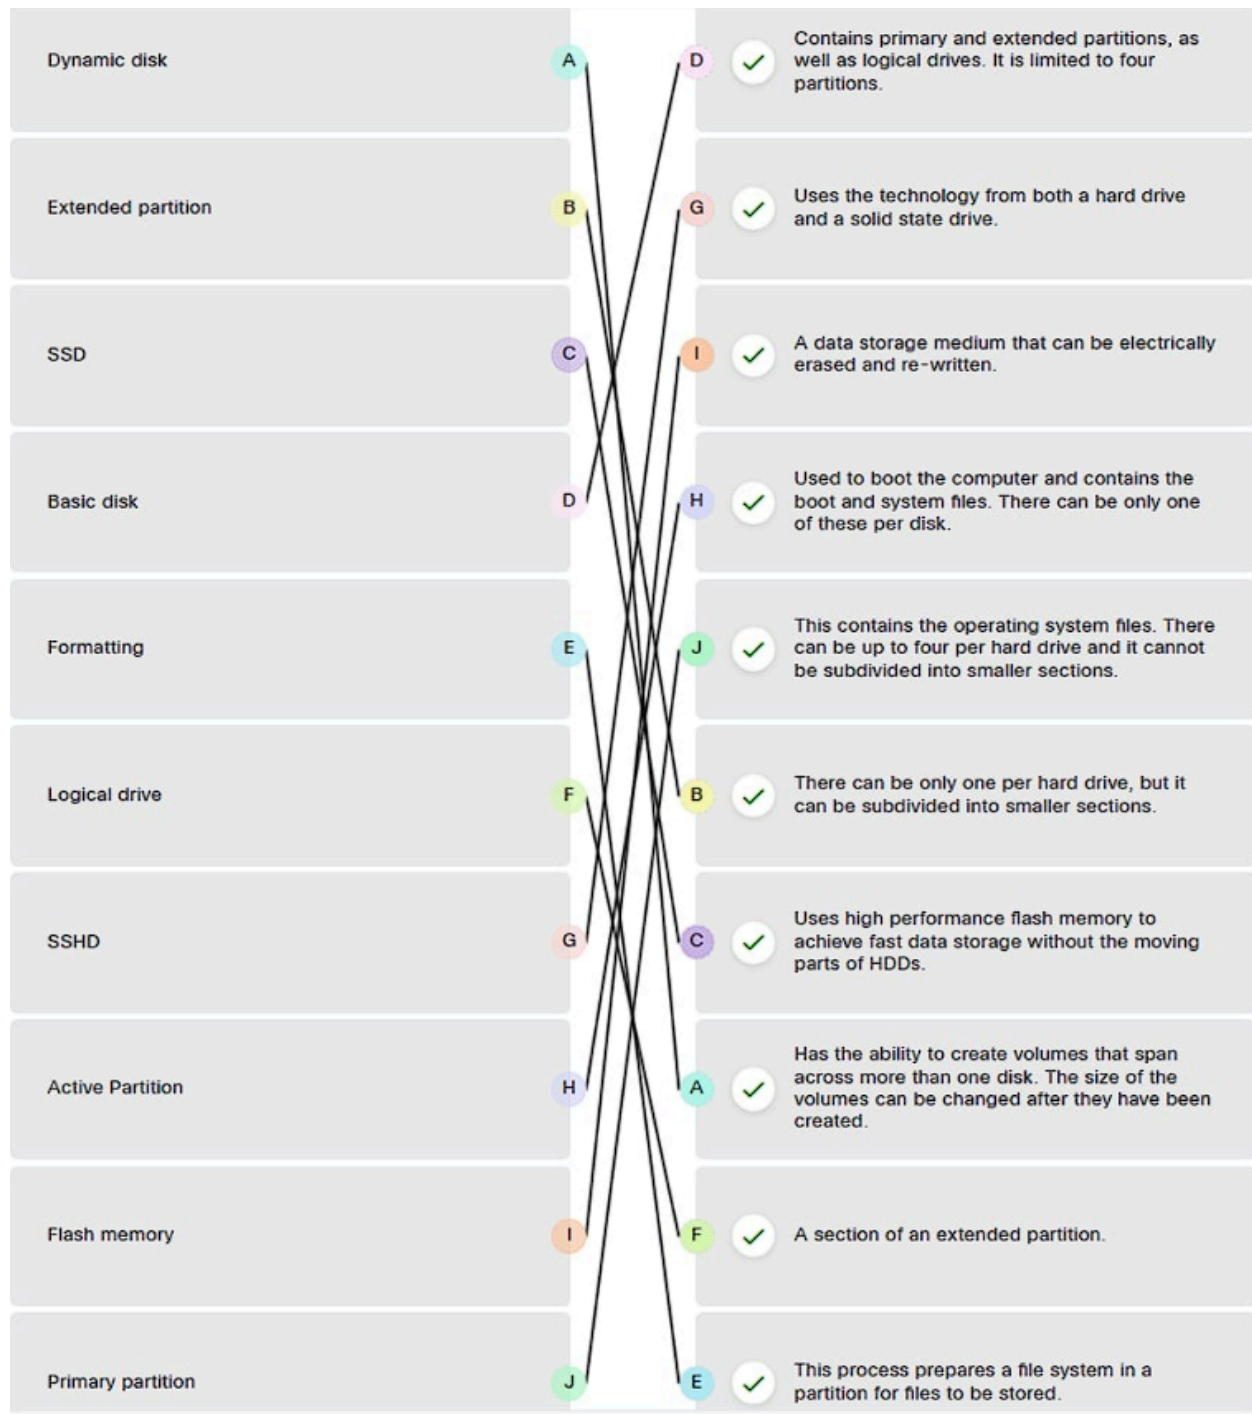 Dynamic disk
A
D
Contains primary and extended partitions, as
well as logical drives. It is limited to four
partitions.
Extended partition
B
G
Uses the technology from both a hard drive
and a solid state drive.
SSD
C
I
A data storage medium that can be electrically
erased and re-written.
Basic disk
D
H
Used to boot the computer and contains the
boot and system files. There can be only one
of these per disk.
Formatting
E
J
This contains the operating system files. There
can be up to four per hard drive and it cannot
be subdivided into smaller sections.
Logical drive
F
B
There can be only one per hard drive, but it
can be subdivided into smaller sections.
SSHD
G
C
Uses high performance flash memory to
achieve fast data storage without the moving
parts of HDDs.
Active Partition
H
A
Has the ability to create volumes that span
across more than one disk. The size of the
volumes can be changed after they have been
created.
Flash memory
I
F
A section of an extended partition.
Primary partition
J
E
This process prepares a file system in a
partition for files to be stored.